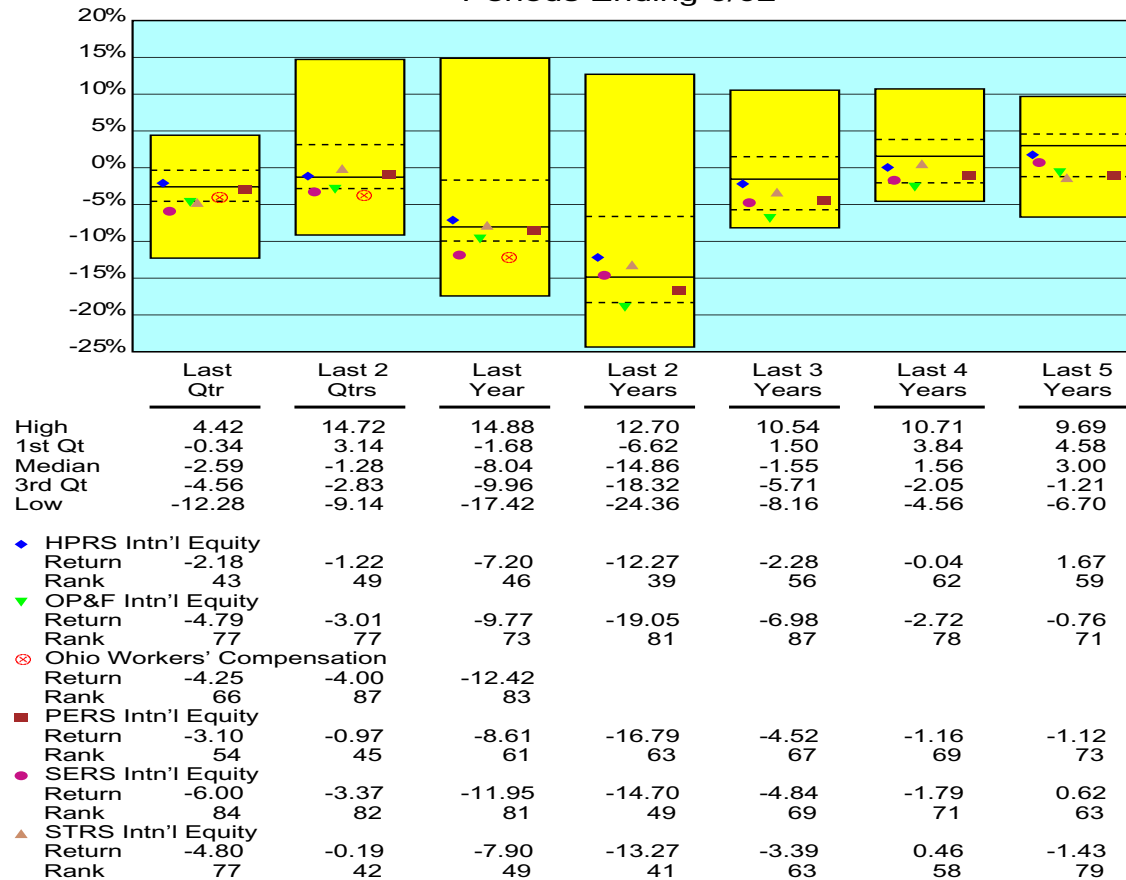 20%
15%
10%
5%
0%
-5%
-10%
-15%
-20%
-25%
Last Qtr Last 2 Qtrs Last Year Last 2 Years Last 3 Years Last 4 Years Last 5 Years
High 4.42 14.72 14.88 12.70 10.54 10.71 9.69
1st Qt -0.34 3.14 -1.68 -6.62 1.50 3.84 4.58
Median -2.59 -1.28 -8.04 -14.86 -1.55 1.56 3.00
3rd Qt -4.56 -2.83 -9.96 -18.32 -5.71 -2.05 -1.21
Low -12.28 -9.14 -17.42 -24.36 -8.16 -4.56 -6.70
HPRS Intn'l Equity
Return -2.18 -1.22 -7.20 -12.27 -2.28 -0.04 1.67
Rank 43 49 46 39 56 62 59
OP&F Intn'l Equity
Return -4.79 -3.01 -9.77 -19.05 -6.98 -2.72 -0.76
Rank 77 77 73 81 87 78 71
Ohio Workers' Compensation
Return -4.25 -4.00 -12.42
Rank 66 87 83
PERS Intn'l Equity
Return -3.10 -0.97 -8.61 -16.79 -4.52 -1.16 -1.12
Rank 54 45 61 63 67 69 73
SERS Intn'l Equity
Return -6.00 -3.37 -11.95 -14.70 -4.84 -1.79 0.62
Rank 84 82 81 49 69 71 63
STRS Intn'l Equity
Return -4.80 -0.19 -7.90 -13.27 -3.39 0.46 -1.43
Rank 77 42 49 41 63 58 79